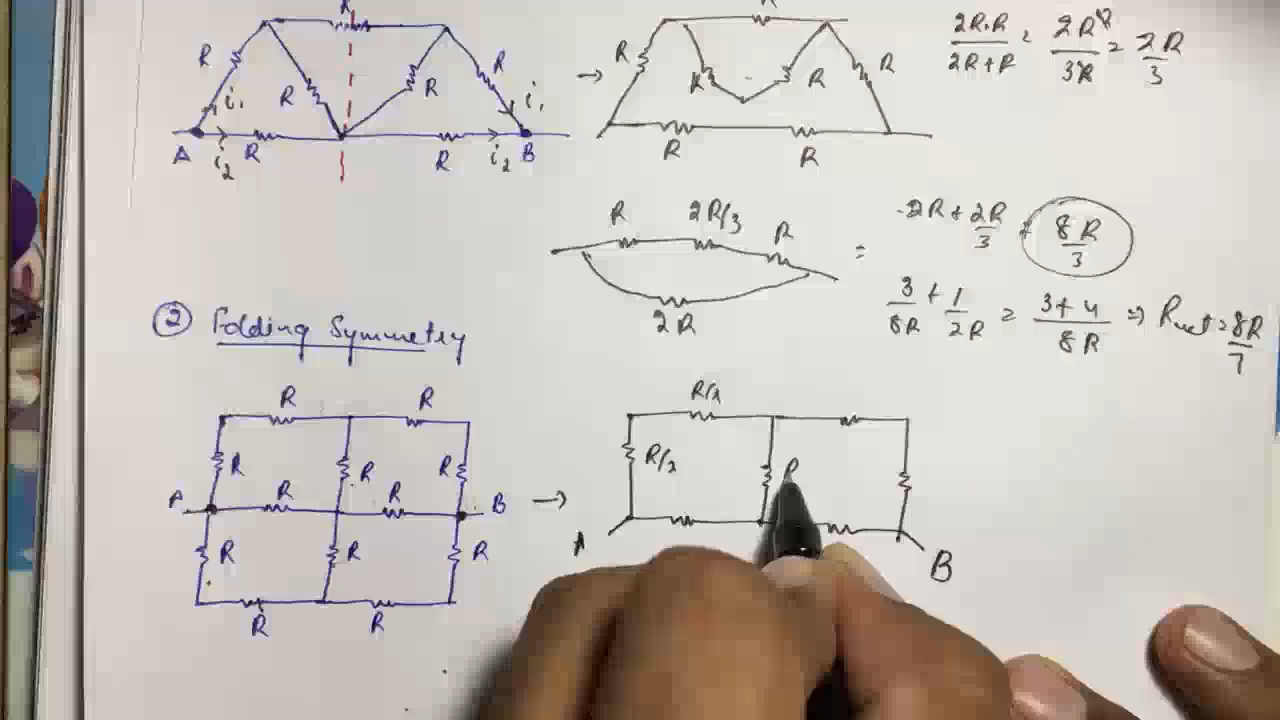 R
R R R R
i₁ i₁
A R i₂ R i₂ B
→
R R R R
R R
2R·R/2R+R = 2R/3R = 2R/3
R 2R/3 R
2R
=
2R + 2R/3 = 8R/3
3/8R + 1/2R = 3+4/8R ⇒ Rnet = 8R/7
② Folding Symmetry
R R
R R R
A R R B
R R R
R R
→
R/2
R/2 R
A B